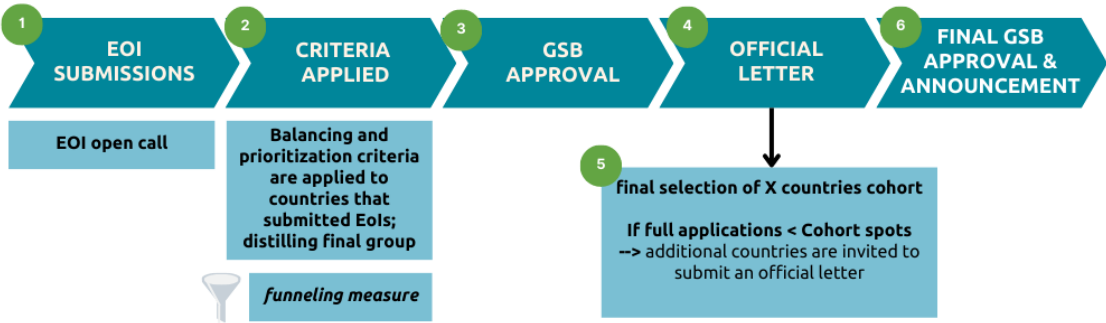 1
EOI
SUBMISSIONS
2
CRITERIA
APPLIED
3
GSB
APPROVAL
4
OFFICIAL
LETTER
6
FINAL GSB
APPROVAL &
ANNOUNCEMENT
EOI open call
Balancing and
prioritization criteria
are applied to
countries that
submitted EoIs;
distilling final group
funneling measure
5
final selection of X countries cohort
If full applications < Cohort spots
--> additional countries are invited to
submit an official letter